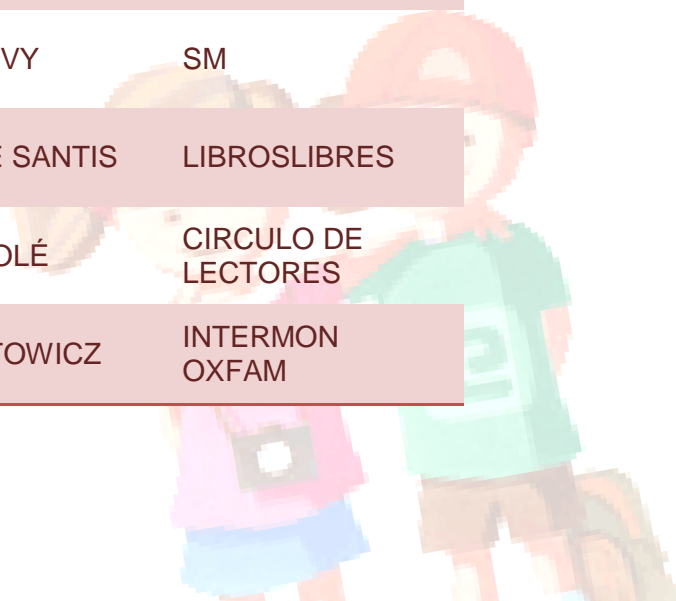 VY SM
E SANTIS LIBROSLIBRES
OLÉ CIRCULO DE
LECTORES
TOWICZ INTERMON
OXFAM